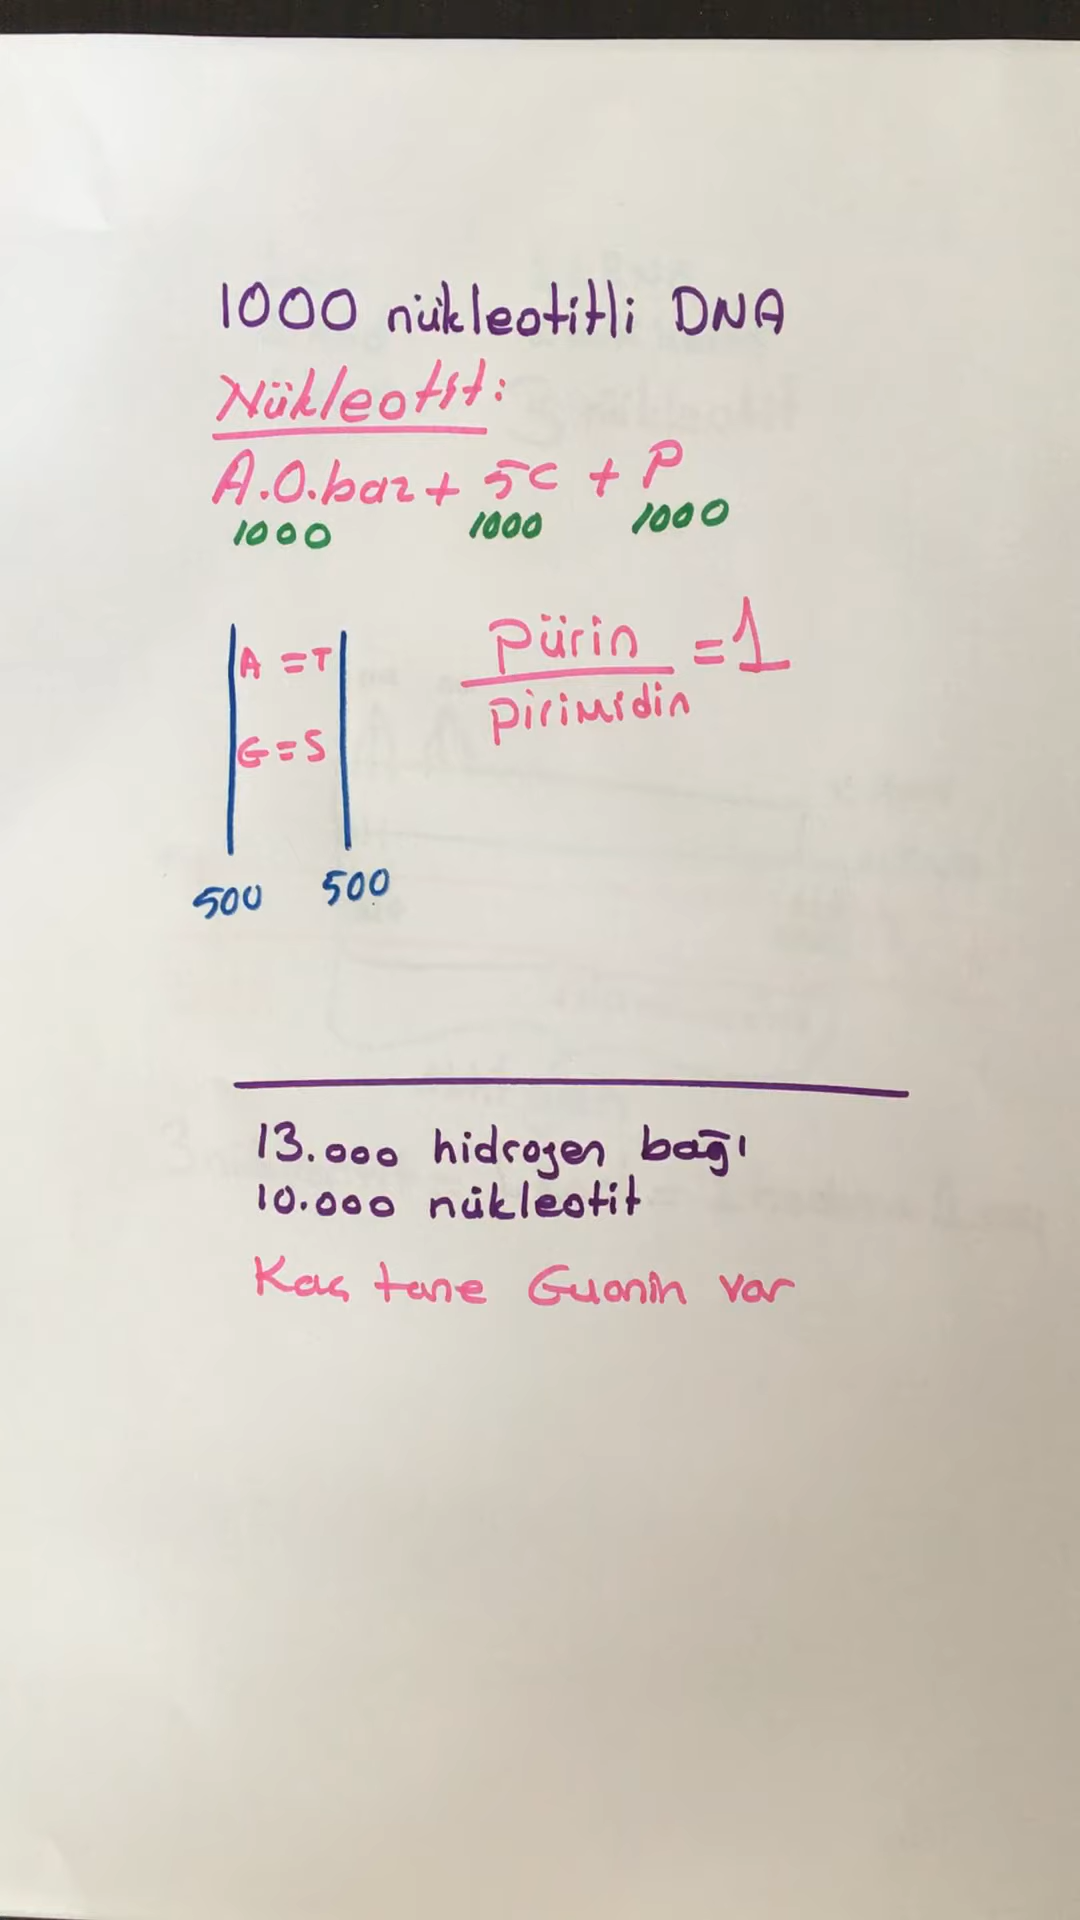 1000 nükleotitli DNA
Nükleotit:
A.O.baz + 5C + P
1000 1000 1000
A = T
G = S
pürin
pirimidin
= 1
500 500
13.000 hidrojen bağı
10.000 nükleotit
Kaç tane Guanin var